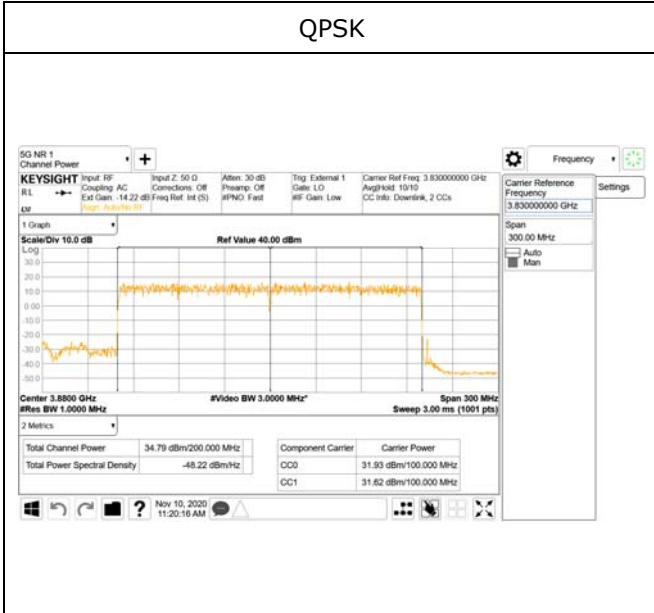 QPSK
5G NR 1
Channel Power
+
Frequency
KEYSIGHT
RL
Input: RF
Coupling: AC
Ext Gain: -14.22 dB
Align: Auto/No RF
Input Z: 50 Ω
Corrections: Off
Freq Ref: Int (S)
Atten: 30 dB
Preamp: Off
#PNO: Fast
Trig: External 1
Gate: LO
#IF Gain: Low
Carrier Ref Freq: 3.830000000 GHz
Avg|Hold: 10/10
CC Info: Downlink, 2 CCs
Carrier Reference
Frequency
3.830000000 GHz
Settings
Span
300.00 MHz
Auto
Man
1 Graph
Scale/Div 10.0 dB
Ref Value 40.00 dBm
Log
30.0
20.0
10.0
0.00
-10.0
-20.0
-30.0
-40.0
-50.0
Center 3.8800 GHz
#Video BW 3.0000 MHz*
Span 300 MHz
#Res BW 1.0000 MHz
Sweep 3.00 ms (1001 pts)
2 Metrics
Total Channel Power 34.79 dBm/200.000 MHz
Total Power Spectral Density -48.22 dBm/Hz
Component Carrier Carrier Power
CC0 31.93 dBm/100.000 MHz
CC1 31.62 dBm/100.000 MHz
?
Nov 10, 2020
11:20:16 AM